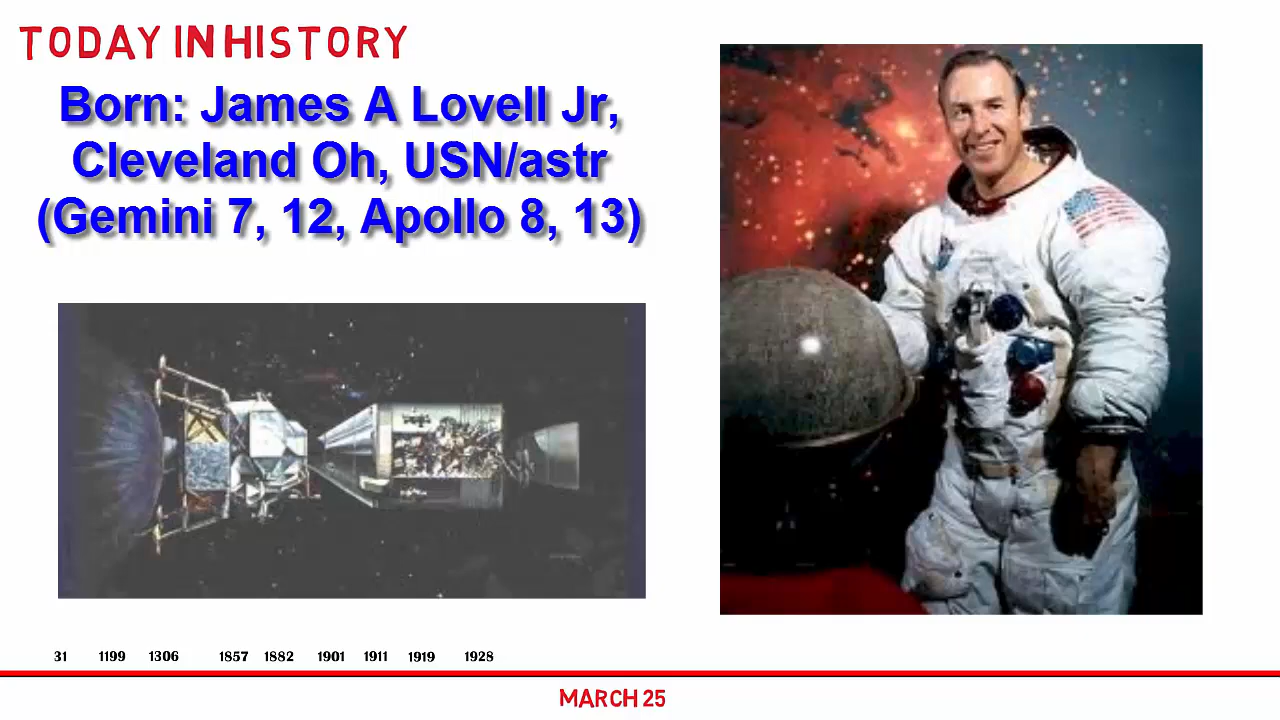 TODAY IN HISTORY
Born: James A Lovell Jr,
Cleveland Oh, USN/astr
(Gemini 7, 12, Apollo 8, 13)
31 1199 1306 1857 1882 1901 1911 1919 1928
MARCH 25